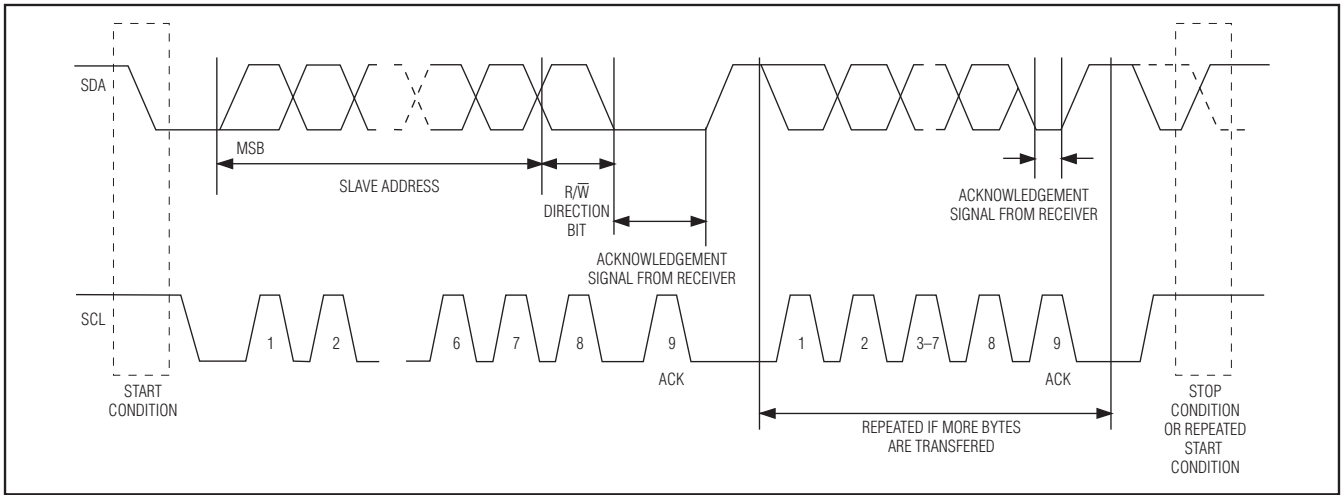 SDA
MSB
SLAVE ADDRESS
R/W̅
DIRECTION
BIT
ACKNOWLEDGEMENT
SIGNAL FROM RECEIVER
ACKNOWLEDGEMENT
SIGNAL FROM RECEIVER
SCL
1
2
6
7
8
9
ACK
1
2
3–7
8
9
ACK
START
CONDITION
REPEATED IF MORE BYTES
ARE TRANSFERED
STOP
CONDITION
OR REPEATED
START
CONDITION